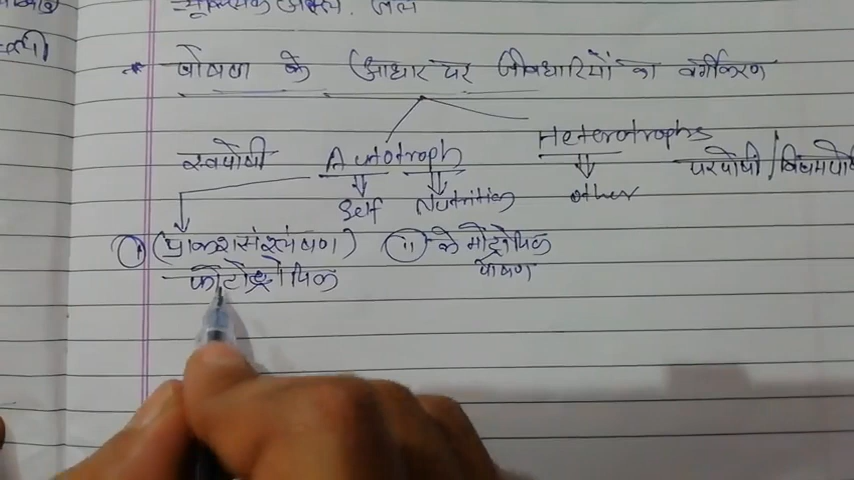 जल
* पोषण के आधार पर जीवधारियों का वर्गीकरण
स्वपोषी Autotroph Heterotrophs परपोषी / विषमपोषी
Self Nutrition other
(i) (प्रकाशसंश्लेषण) (ii) केमोट्रोपिक
फोटोट्रोपिक पोषण